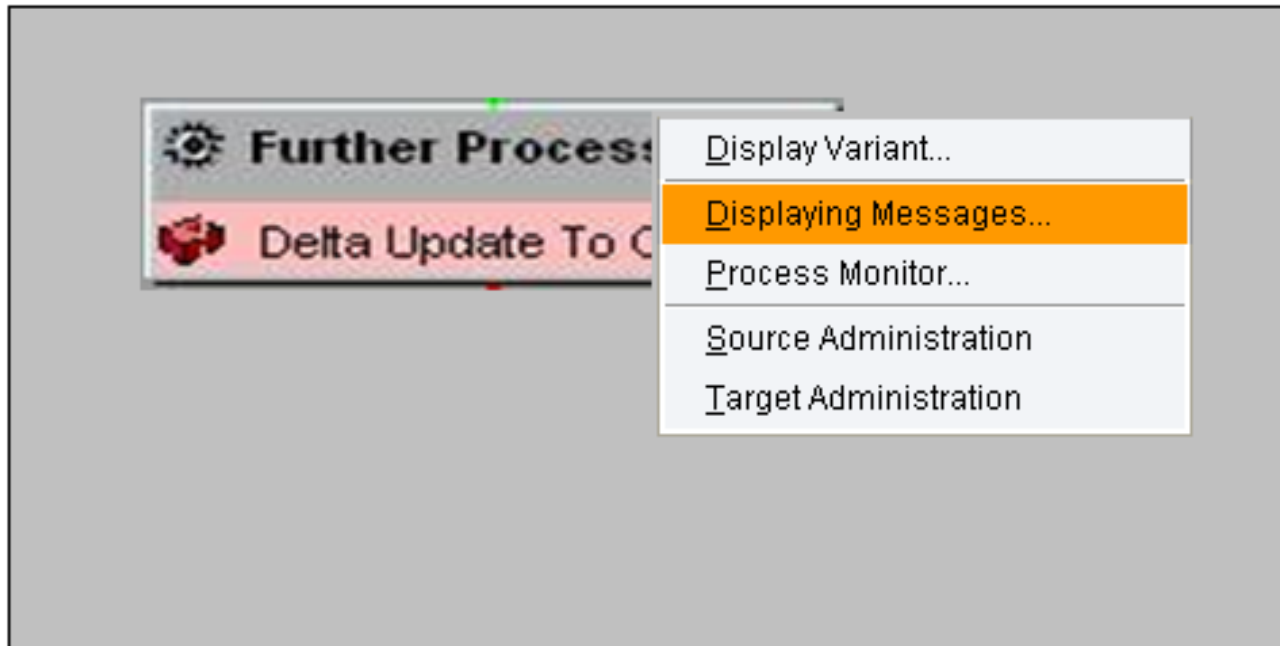 Further Process
Delta Update To
Display Variant...
Displaying Messages...
Process Monitor...
Source Administration
Target Administration